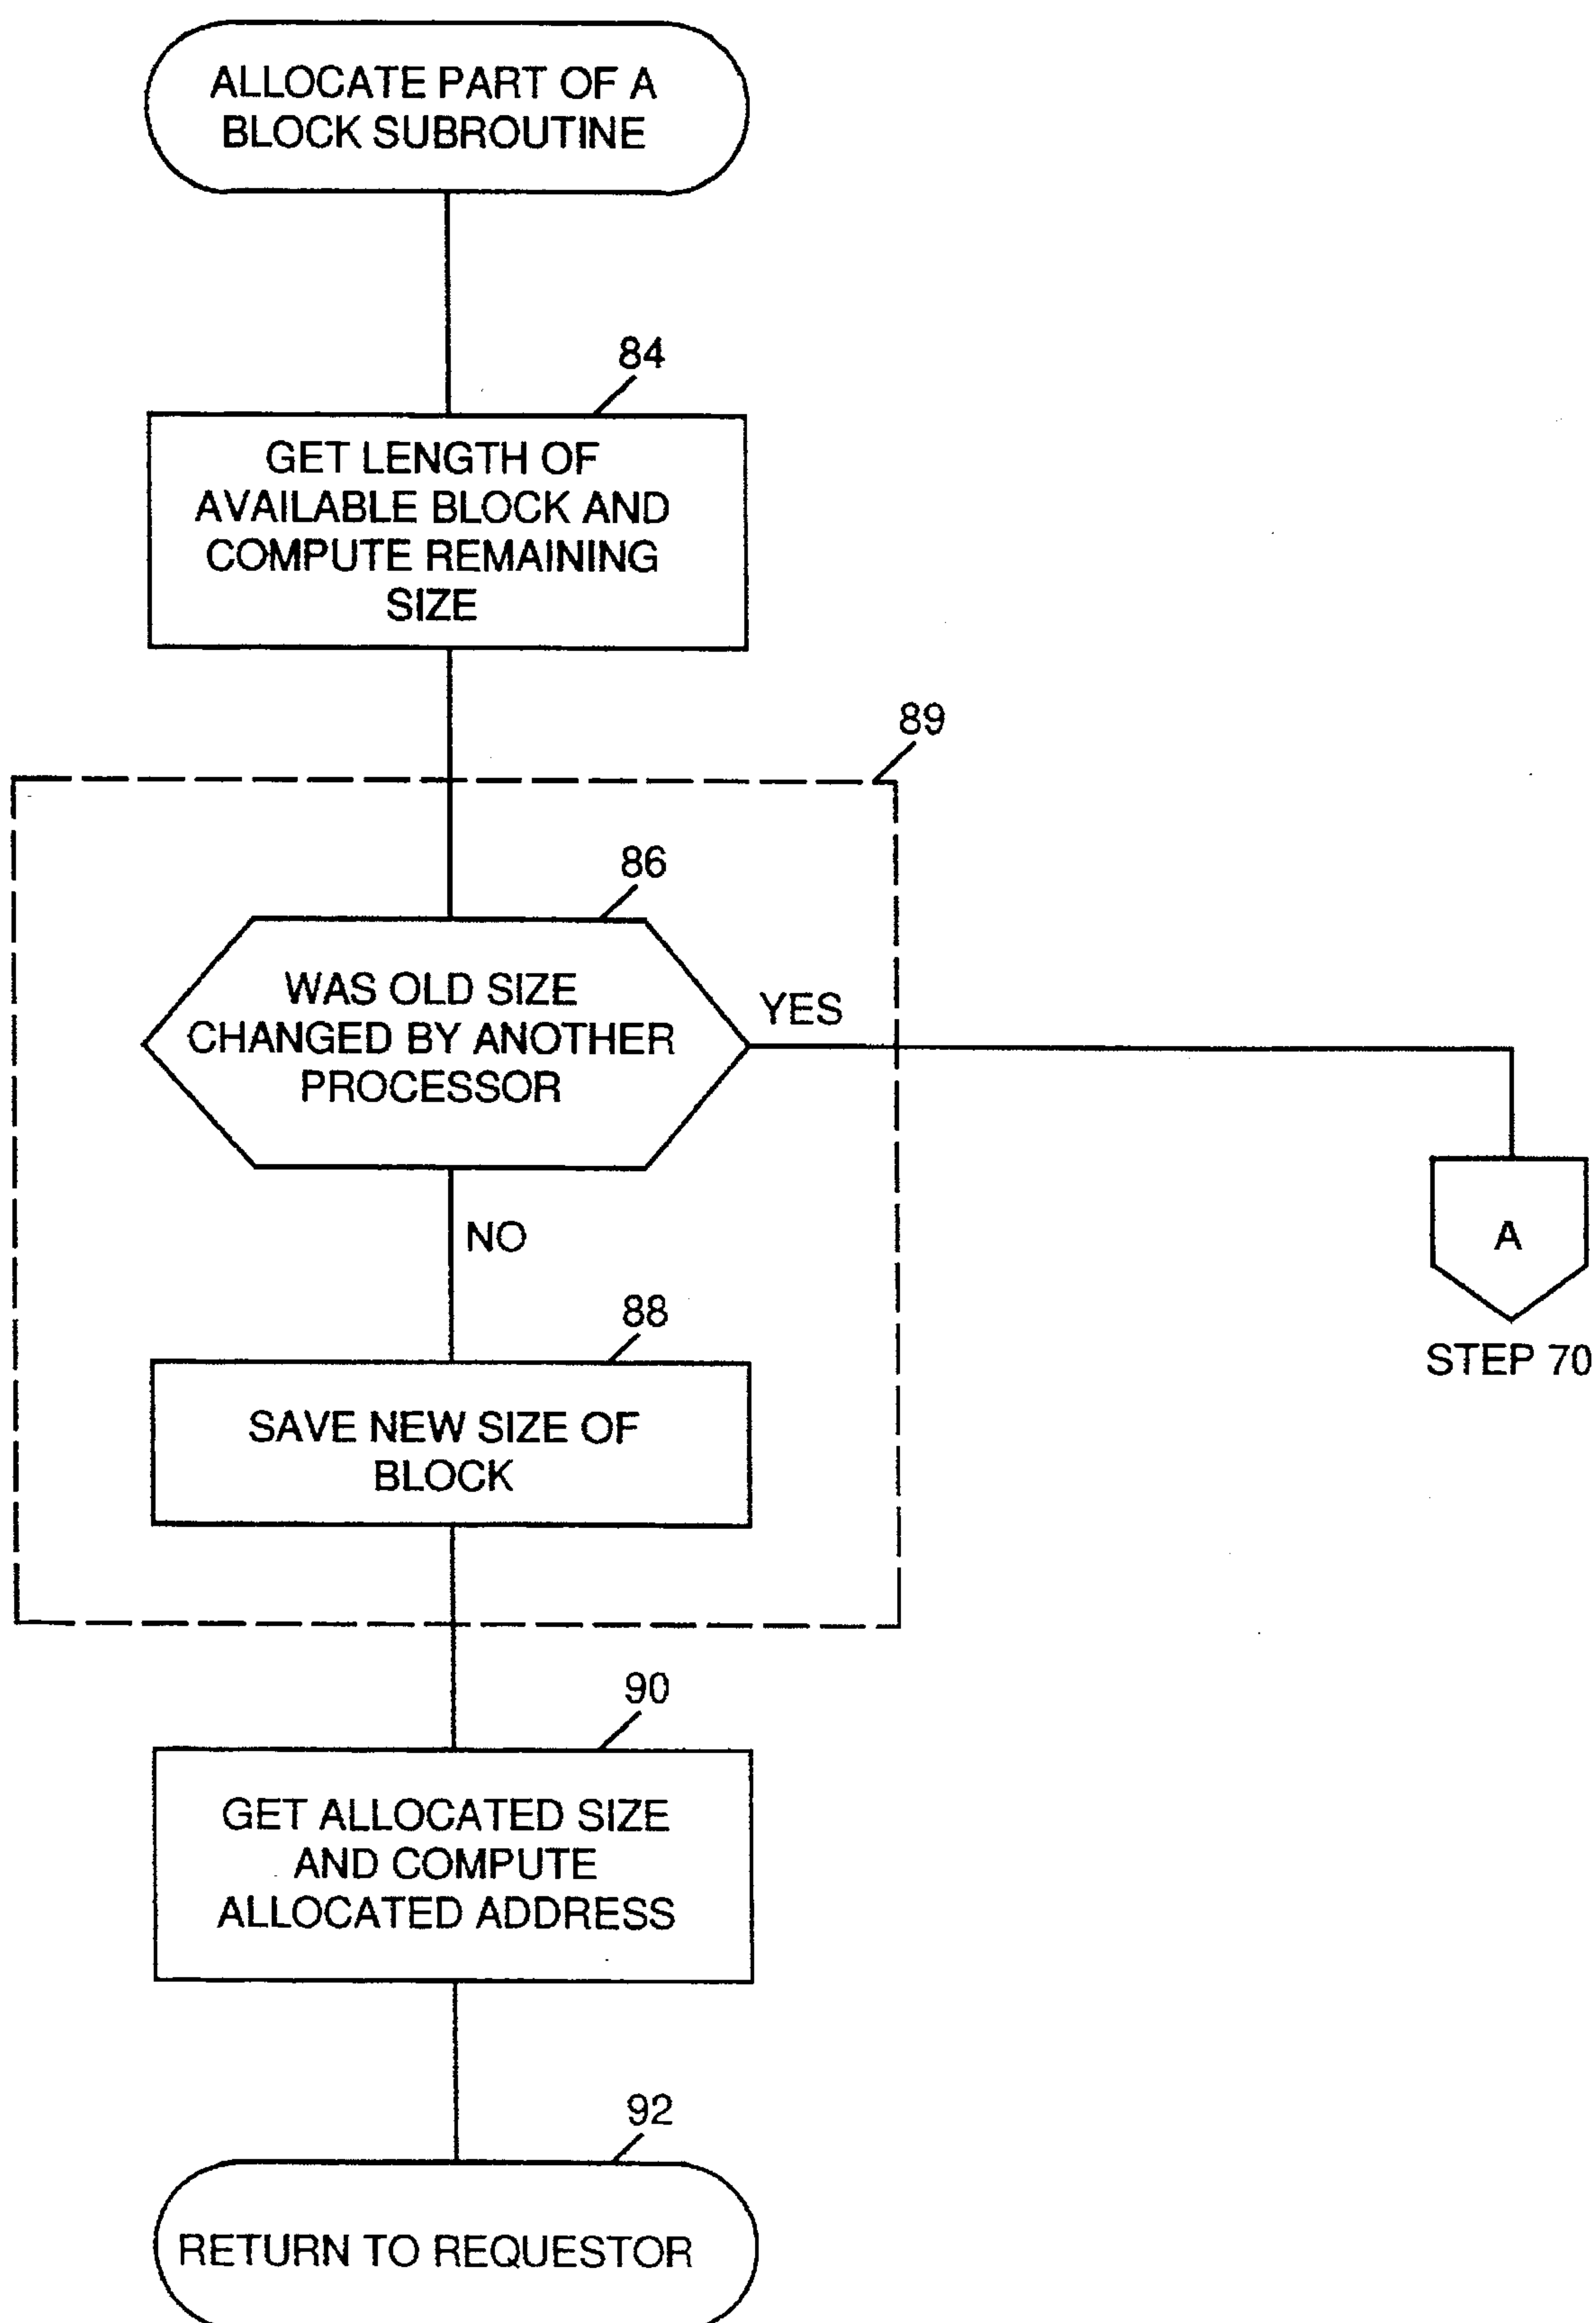 ALLOCATE PART OF A
BLOCK SUBROUTINE
84
GET LENGTH OF
AVAILABLE BLOCK AND
COMPUTE REMAINING
SIZE
89
86
WAS OLD SIZE
CHANGED BY ANOTHER
PROCESSOR
YES
NO
A
STEP 70
88
SAVE NEW SIZE OF
BLOCK
90
GET ALLOCATED SIZE
AND COMPUTE
ALLOCATED ADDRESS
92
RETURN TO REQUESTOR